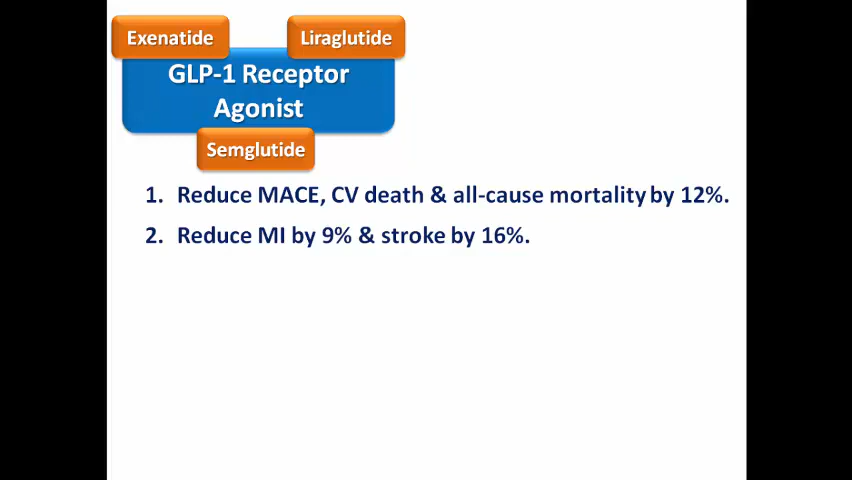 Exenatide
Liraglutide
GLP-1 Receptor
Agonist
Semglutide
1. Reduce MACE, CV death & all-cause mortality by 12%.
2. Reduce MI by 9% & stroke by 16%.